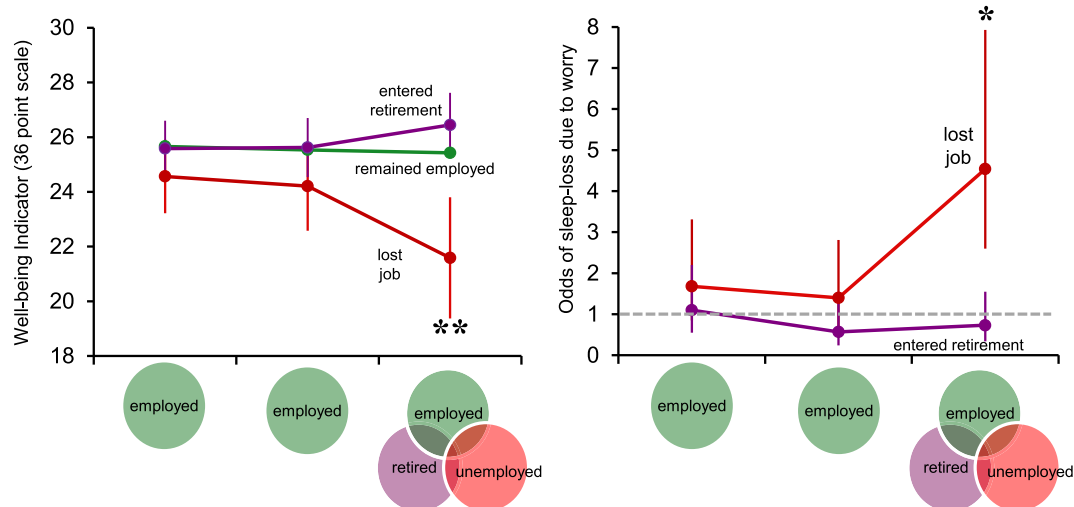 Well-being Indicator (36 point scale)
30
28
26
24
22
20
18
entered
retirement
remained employed
lost
job
**
employed
employed
employed
retired
unemployed
Odds of sleep-loss due to worry
8
7
6
5
4
3
2
1
0
*
lost
job
entered retirement
employed
employed
employed
retired
unemployed